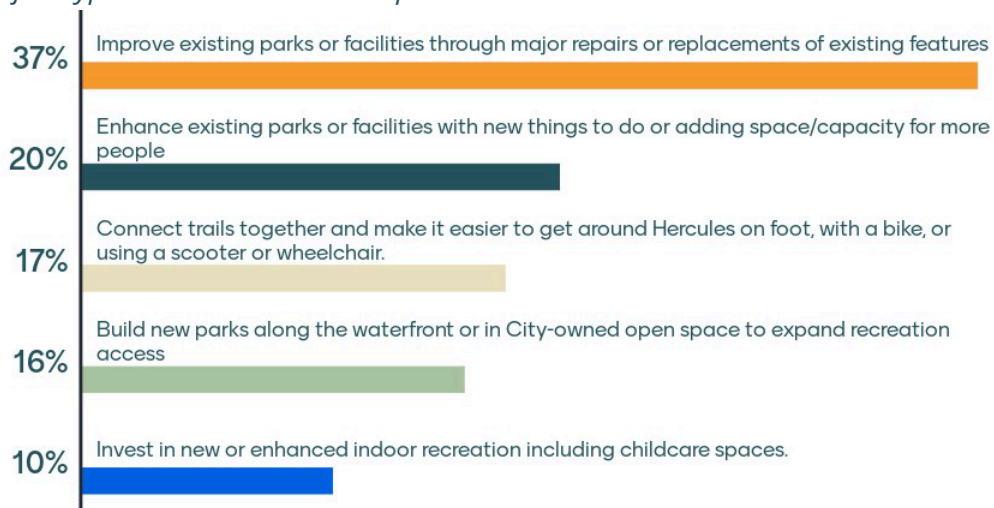 37%
Improve existing parks or facilities through major repairs or replacements of existing features
20%
Enhance existing parks or facilities with new things to do or adding space/capacity for more
people
17%
Connect trails together and make it easier to get around Hercules on foot, with a bike, or
using a scooter or wheelchair.
16%
Build new parks along the waterfront or in City-owned open space to expand recreation
access
10%
Invest in new or enhanced indoor recreation including childcare spaces.